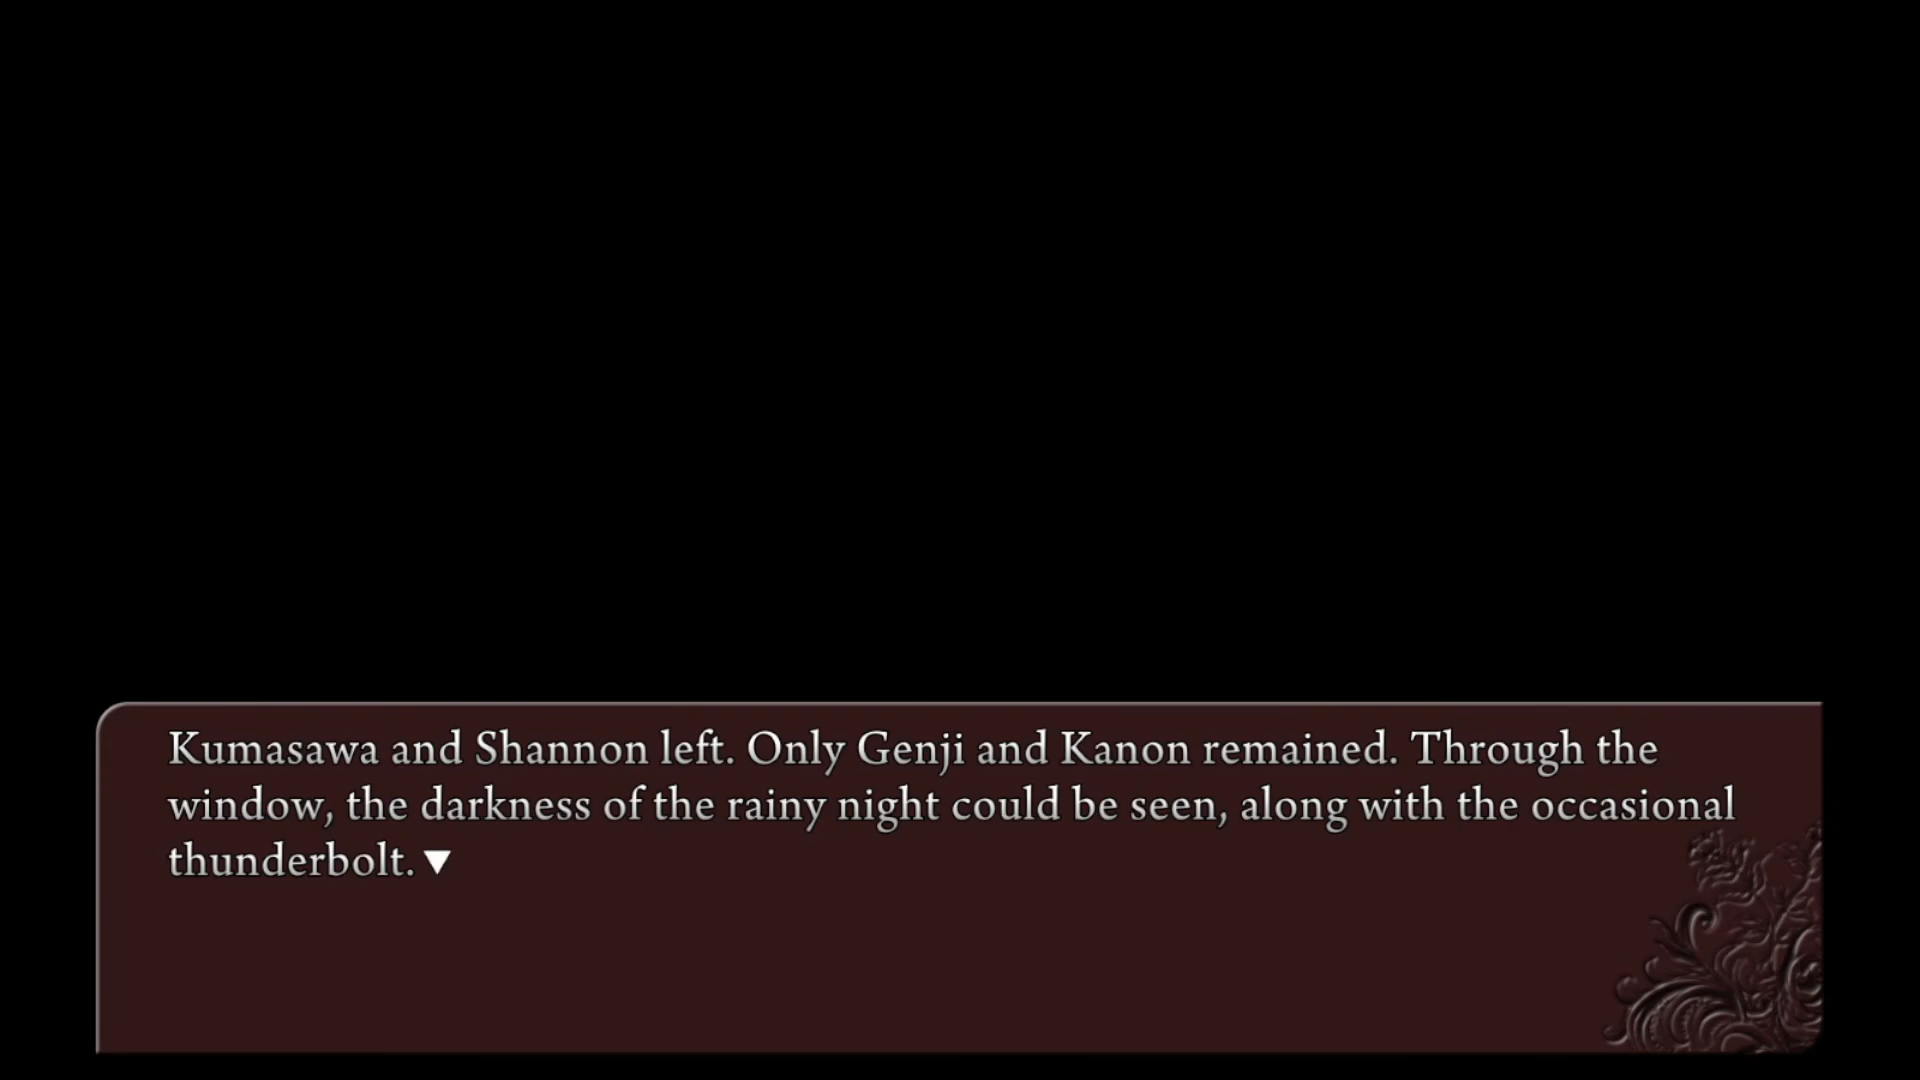 Kumasawa and Shannon left. Only Genji and Kanon remained. Through the
window, the darkness of the rainy night could be seen, along with the occasional
thunderbolt.